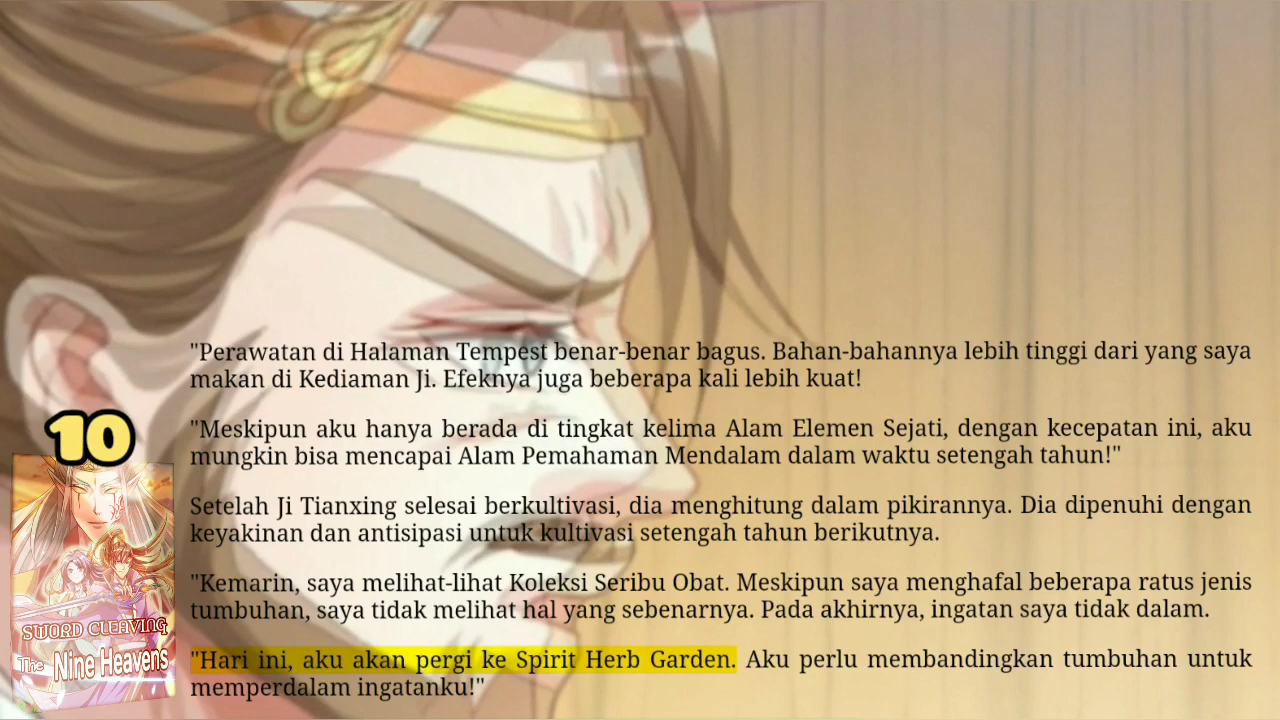 "Perawatan di Halaman Tempest benar-benar bagus. Bahan-bahannya lebih tinggi dari yang saya
makan di Kediaman Ji. Efeknya juga beberapa kali lebih kuat!
"Meskipun aku hanya berada di tingkat kelima Alam Elemen Sejati, dengan kecepatan ini, aku
mungkin bisa mencapai Alam Pemahaman Mendalam dalam waktu setengah tahun!"
Setelah Ji Tianxing selesai berkultivasi, dia menghitung dalam pikirannya. Dia dipenuhi dengan
keyakinan dan antisipasi untuk kultivasi setengah tahun berikutnya.
"Kemarin, saya melihat-lihat Koleksi Seribu Obat. Meskipun saya menghafal beberapa ratus jenis
tumbuhan, saya tidak melihat hal yang sebenarnya. Pada akhirnya, ingatan saya tidak dalam.
"Hari ini, aku akan pergi ke Spirit Herb Garden. Aku perlu membandingkan tumbuhan untuk
memperdalam ingatanku!"
10
SWORD CLEAVING
The Nine Heavens